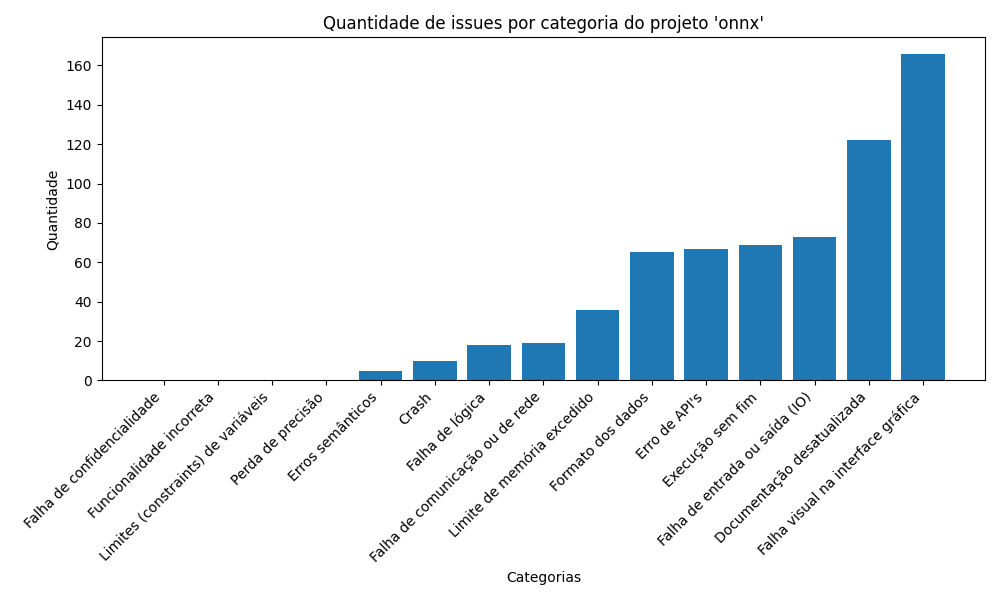 Quantidade de issues por categoria do projeto 'onnx'
Quantidade
160
140
120
100
80
60
40
20
0
Falha de confidencialidade
Funcionalidade incorreta
Limites (constraints) de variáveis
Perda de precisão
Erros semânticos
Crash
Falha de lógica
Falha de comunicação ou de rede
Limite de memória excedido
Formato dos dados
Erro de API's
Execução sem fim
Falha de entrada ou saída (IO)
Documentação desatualizada
Falha visual na interface gráfica
Categorias